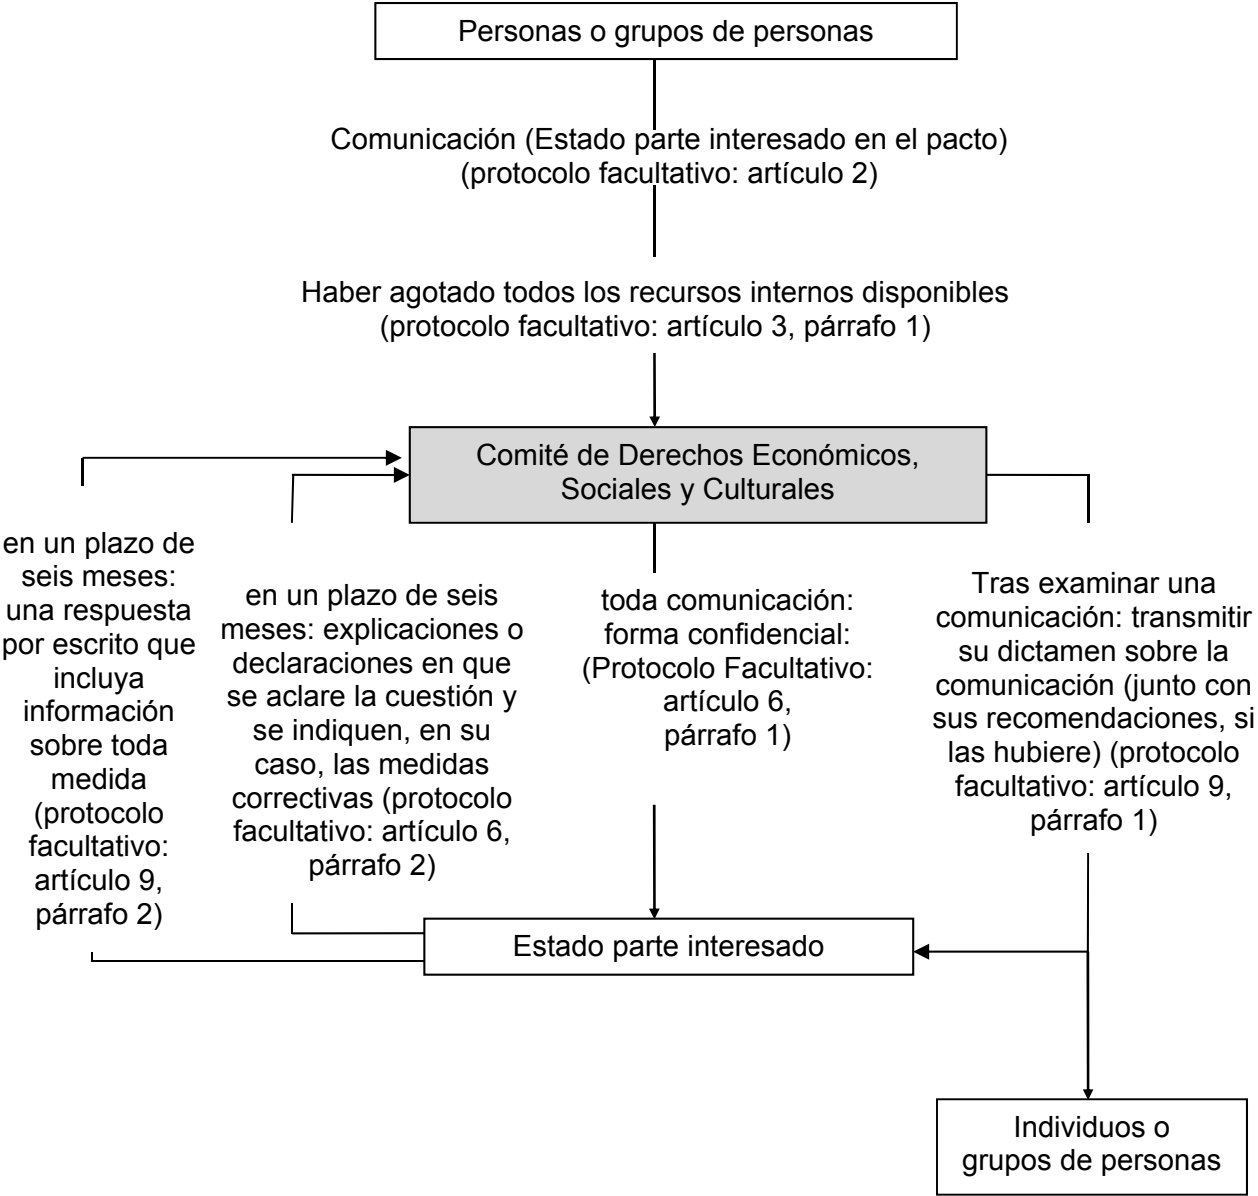 Personas o grupos de personas
Comunicación (Estado parte interesado en el pacto)
(protocolo facultativo: artículo 2)
Haber agotado todos los recursos internos disponibles
(protocolo facultativo: artículo 3, párrafo 1)
Comité de Derechos Económicos,
Sociales y Culturales
en un plazo de
seis meses:
una respuesta
por escrito que
incluya
información
sobre toda
medida
(protocolo
facultativo:
artículo 9,
párrafo 2)
en un plazo de seis
meses: explicaciones o
declaraciones en que
se aclare la cuestión y
se indiquen, en su
caso, las medidas
correctivas (protocolo
facultativo: artículo 6,
párrafo 2)
toda comunicación:
forma confidencial:
(Protocolo Facultativo:
artículo 6,
párrafo 1)
Tras examinar una
comunicación: transmitir
su dictamen sobre la
comunicación (junto con
sus recomendaciones, si
las hubiere) (protocolo
facultativo: artículo 9,
párrafo 1)
Estado parte interesado
Individuos o
grupos de personas